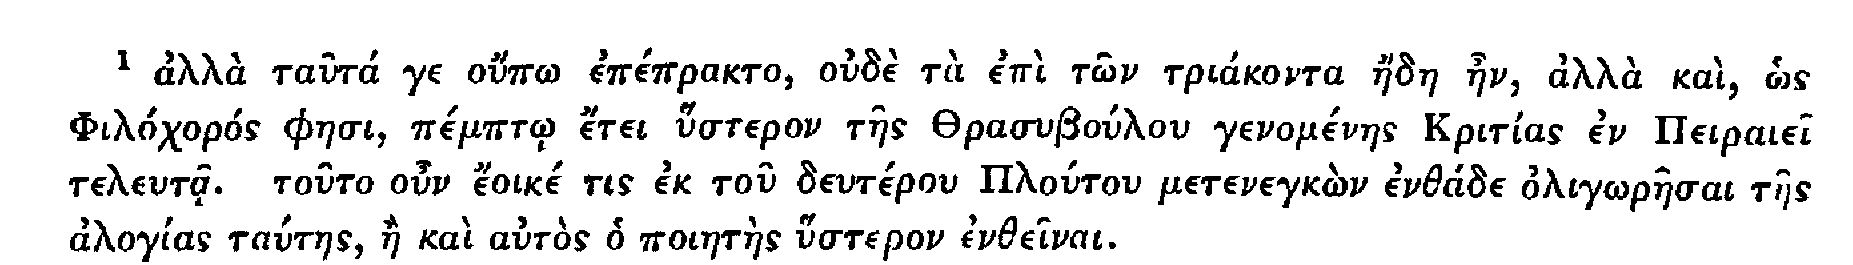 ¹ ἀλλὰ ταῦτά γε οὔπω ἐπέπρακτο, οὐδὲ τὰ ἐπὶ τῶν τριάκοντα ἤδη ἦν, ἀλλὰ καὶ, ὡς
Φιλόχορός φησι, πέμπτῳ ἔτει ὕστερον τῆς Θρασυβούλου γενομένης Κριτίας ἐν Πειραιεῖ
τελευτᾷ. τοῦτο οὖν ἔοικέ τις ἐκ τοῦ δευτέρου Πλούτου μετενεγκὼν ἐνθάδε ὀλιγωρῆσαι τῆς
ἀλογίας ταύτης, ἢ καὶ αὐτὸς ὁ ποιητὴς ὕστερον ἐνθεῖναι.